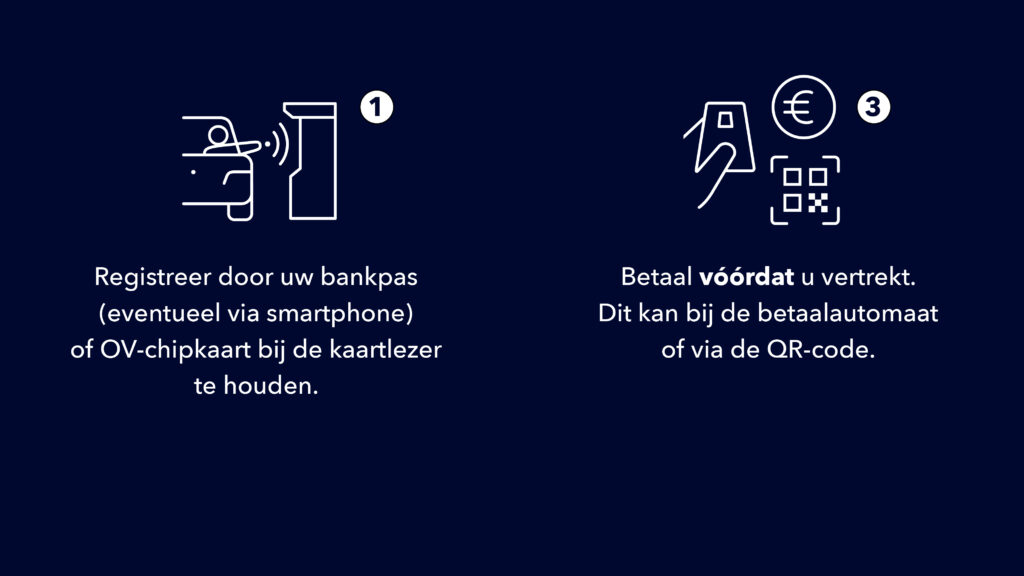 1
Registreer door uw bankpas
(eventueel via smartphone)
of OV-chipkaart bij de kaartlezer
te houden.
€
3
Betaal vóórdat u vertrekt.
Dit kan bij de betaalautomaat
of via de QR-code.